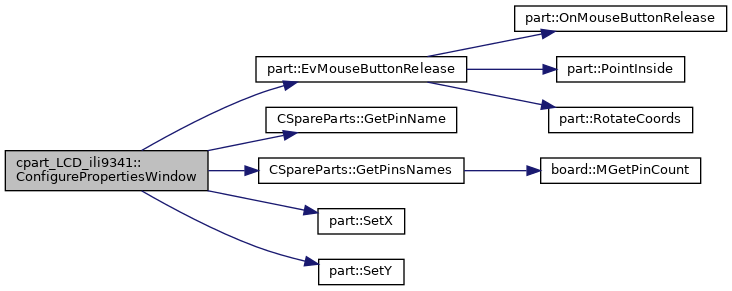 cpart_LCD_ili9341::
ConfigurePropertiesWindow
part::EvMouseButtonRelease
part::OnMouseButtonRelease
part::PointInside
part::RotateCoords
CSpareParts::GetPinName
CSpareParts::GetPinsNames
board::MGetPinCount
part::SetX
part::SetY